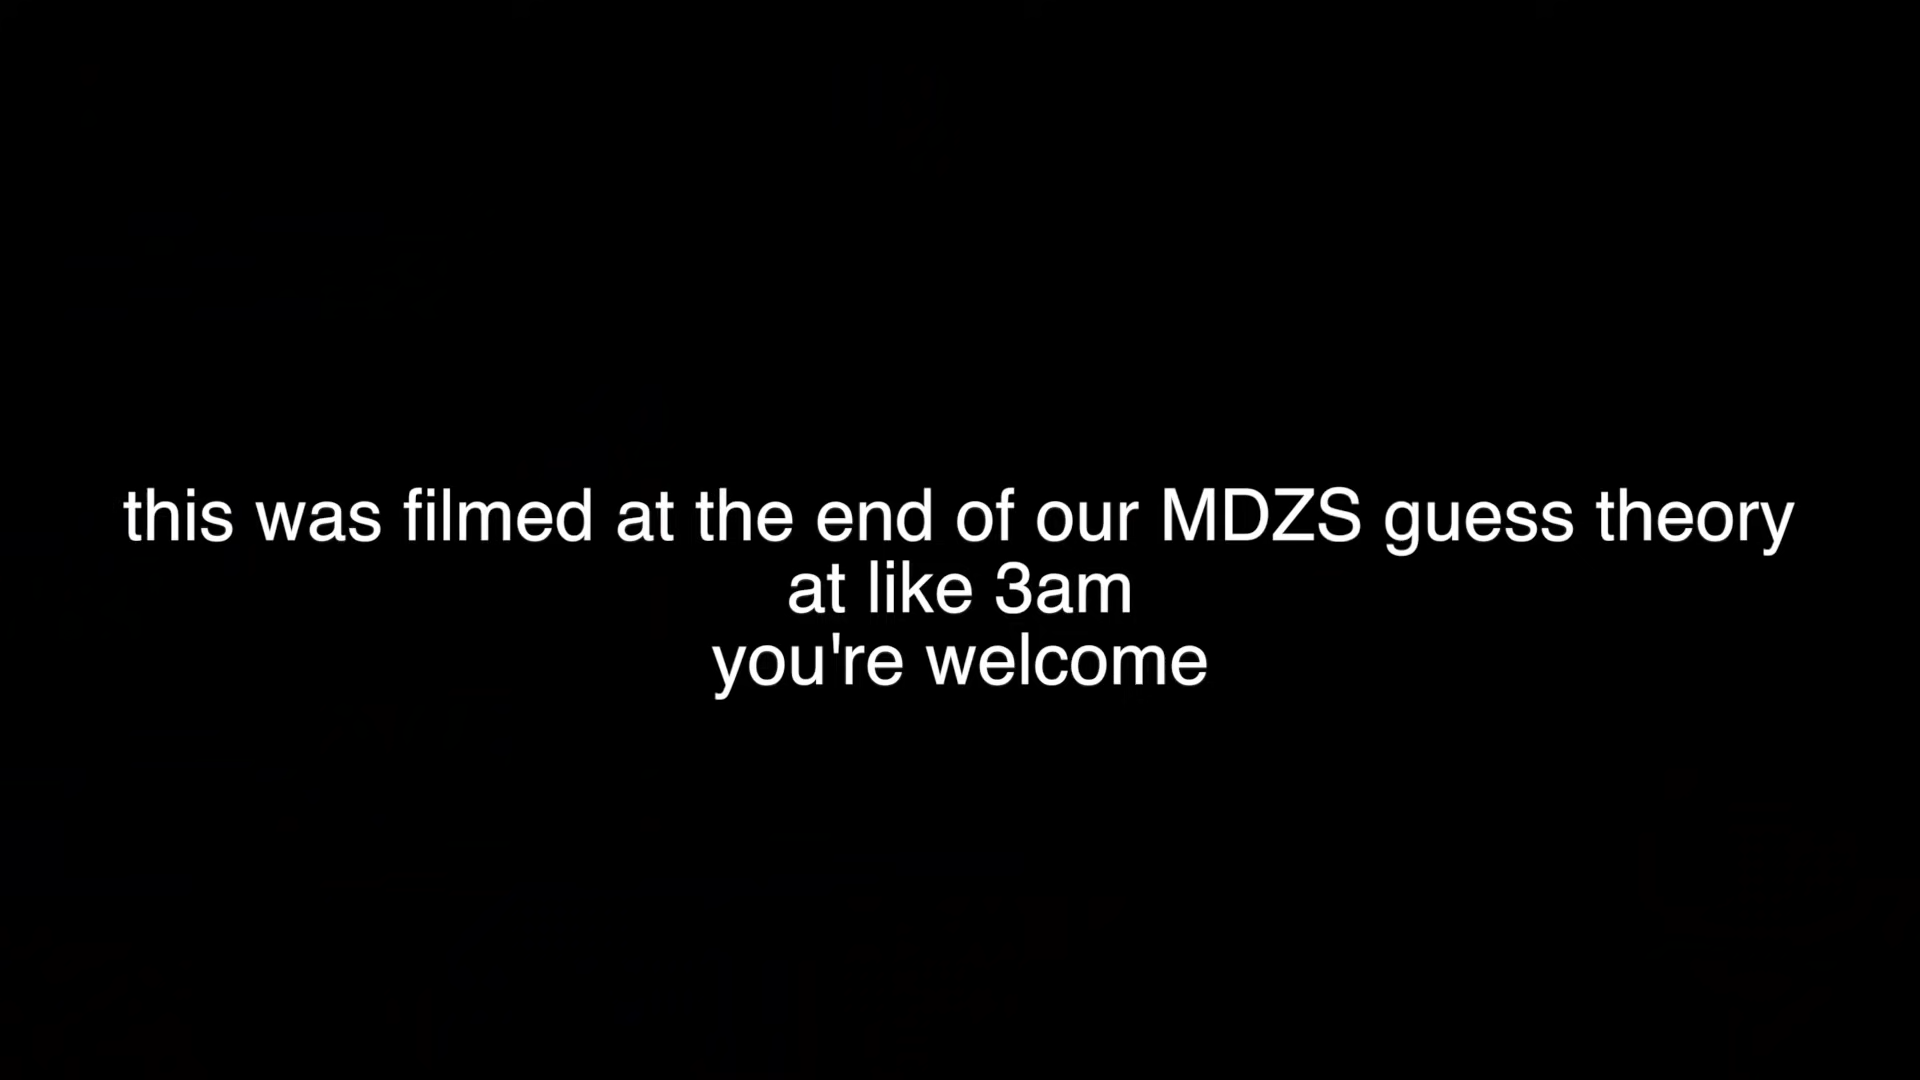 this was filmed at the end of our MDZS guess theory
at like 3am
you're welcome